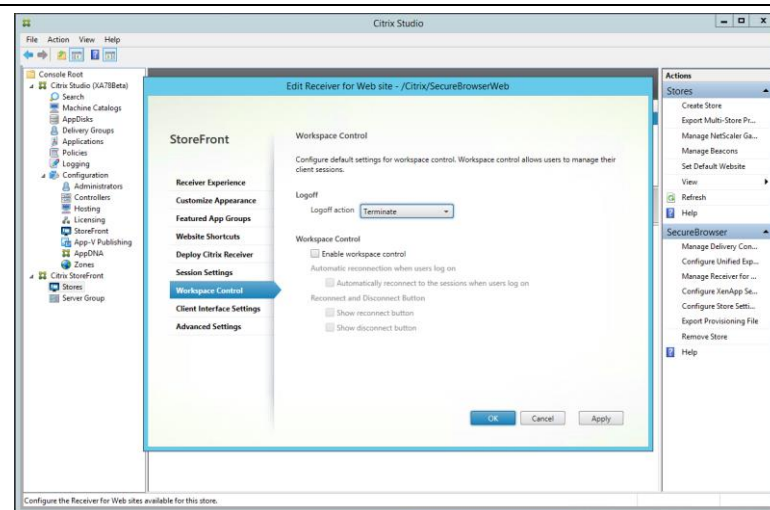 Citrix Studio
File Action View Help
Console Root
Citrix Studio (XA78Beta)
Search
Machine Catalogs
AppDisks
Delivery Groups
Applications
Policies
Logging
Configuration
Administrators
Controllers
Hosting
Licensing
StoreFront
App-V Publishing
AppDNA
Zones
Citrix StoreFront
Stores
Server Group
Edit Receiver for Web site - /Citrix/SecureBrowserWeb
StoreFront
Receiver Experience
Customize Appearance
Featured App Groups
Website Shortcuts
Deploy Citrix Receiver
Session Settings
Workspace Control
Client Interface Settings
Advanced Settings
Workspace Control
Configure default settings for workspace control. Workspace control allows users to manage their
client sessions.
Logoff
Logoff action Terminate
Workspace Control
Enable workspace control
Automatic reconnection when users log on
Automatically reconnect to the sessions when users log on
Reconnect and Disconnect Button
Show reconnect button
Show disconnect button
OK Cancel Apply
Actions
Stores
Create Store
Export Multi-Store Pr...
Manage NetScaler Ga...
Manage Beacons
Set Default Website
View
Refresh
Help
SecureBrowser
Manage Delivery Con...
Configure Unified Exp...
Manage Receiver for ...
Configure XenApp Se...
Configure Store Setti...
Export Provisioning File
Remove Store
Help
Configure the Receiver for Web sites available for this store.